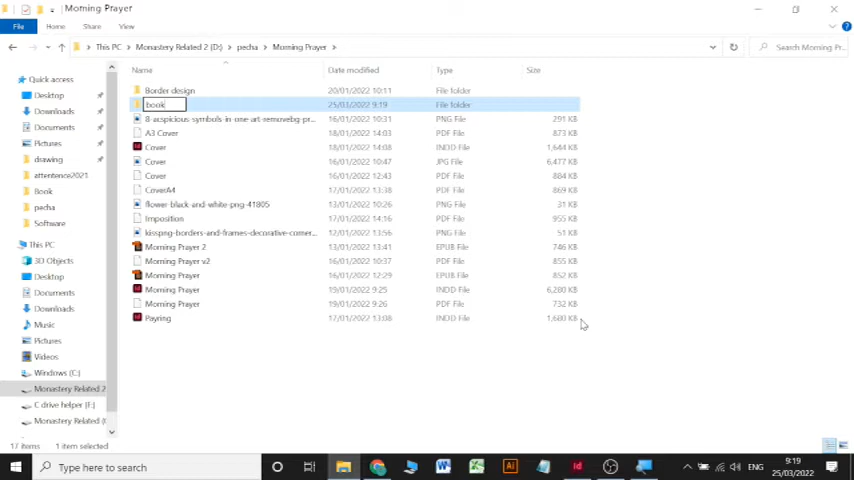 Morning Prayer
File Home Share View
This PC Monastery Related 2 (D:) pecha Morning Prayer Search Morning Pr...
Name Date modified Type Size
Quick access
Desktop
Downloads
Documents
Pictures
drawing
attentence2021
Book
pecha
Software
This PC
3D Objects
Desktop
Documents
Downloads
Music
Pictures
Videos
Windows (C:)
Monastery Related 2
C drive helper (F:)
Monastery Related (
Border design 20/01/2022 10:11 File folder
book 25/03/2022 9:19 File folder
8-acspicious-symbols-in-one-art-removebg-pr... 16/01/2022 10:31 PNG File 291 KB
A3 Cover 18/01/2022 14:03 PDF File 873 KB
Cover 18/01/2022 14:08 INDD File 1,644 KB
Cover 16/01/2022 10:47 JPG File 6,477 KB
Cover 16/01/2022 12:43 PDF File 884 KB
CoverA4 17/01/2022 13:38 PDF File 869 KB
flower-black-and-white-png-41805 13/01/2022 10:26 PNG File 31 KB
Imposition 17/01/2022 14:16 PDF File 955 KB
kisspng-borders-and-frames-decorative-corner... 12/01/2022 13:56 PNG File 51 KB
Morning Prayer 2 13/01/2022 13:41 EPUB File 746 KB
Morning Prayer v2 16/01/2022 10:37 PDF File 855 KB
Morning Prayer 16/01/2022 12:29 EPUB File 852 KB
Morning Prayer 19/01/2022 9:25 INDD File 6,280 KB
Morning Prayer 19/01/2022 9:26 PDF File 732 KB
Payring 17/01/2022 13:08 INDD File 1,680 KB
17 items 1 item selected
Type here to search ENG 9:19
25/03/2022